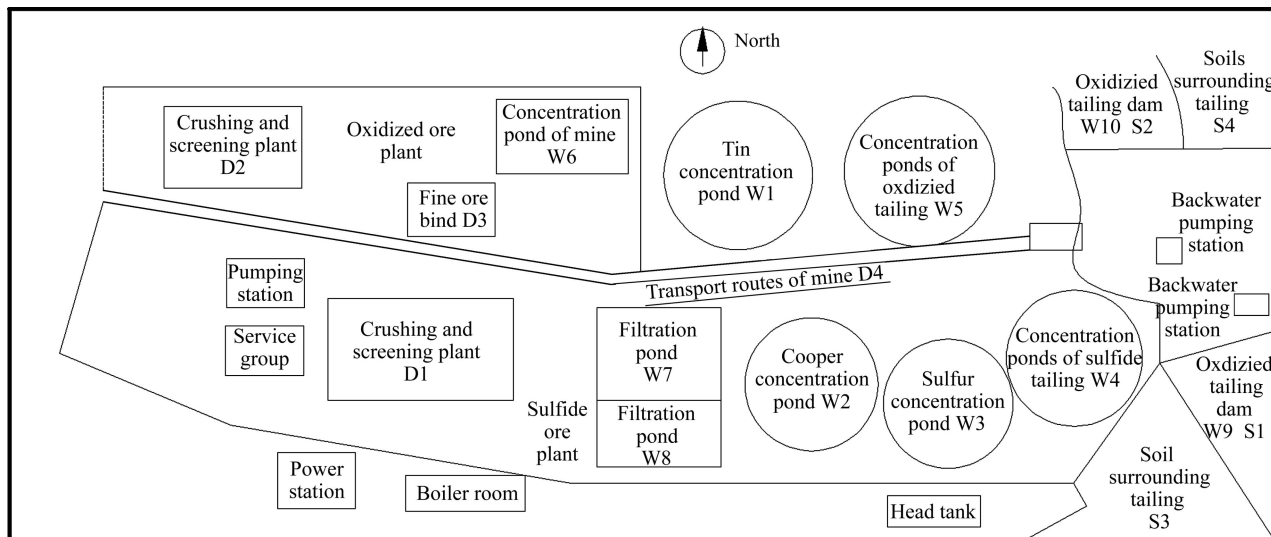 North
Crushing and
screening plant
D2
Oxidized ore
plant
Concentration
pond of mine
W6
Fine ore
bind D3
Tin
concentration
pond W1
Concentration
ponds of
oxdizied
tailing W5
Oxidizied
tailing dam
W10 S2
Soils
surrounding
tailing
S4
Backwater
pumping
station
Backwater
pumping
station
Transport routes of mine D4
Pumping
station
Service
group
Crushing and
screening plant
D1
Filtration
pond
W7
Filtration
pond
W8
Sulfide
ore
plant
Cooper
concentration
pond W2
Sulfur
concentration
pond W3
Concentration
ponds of sulfide
tailing W4
Oxdizied
tailing
dam
W9 S1
Soil
surrounding
tailing
S3
Power
station
Boiler room
Head tank